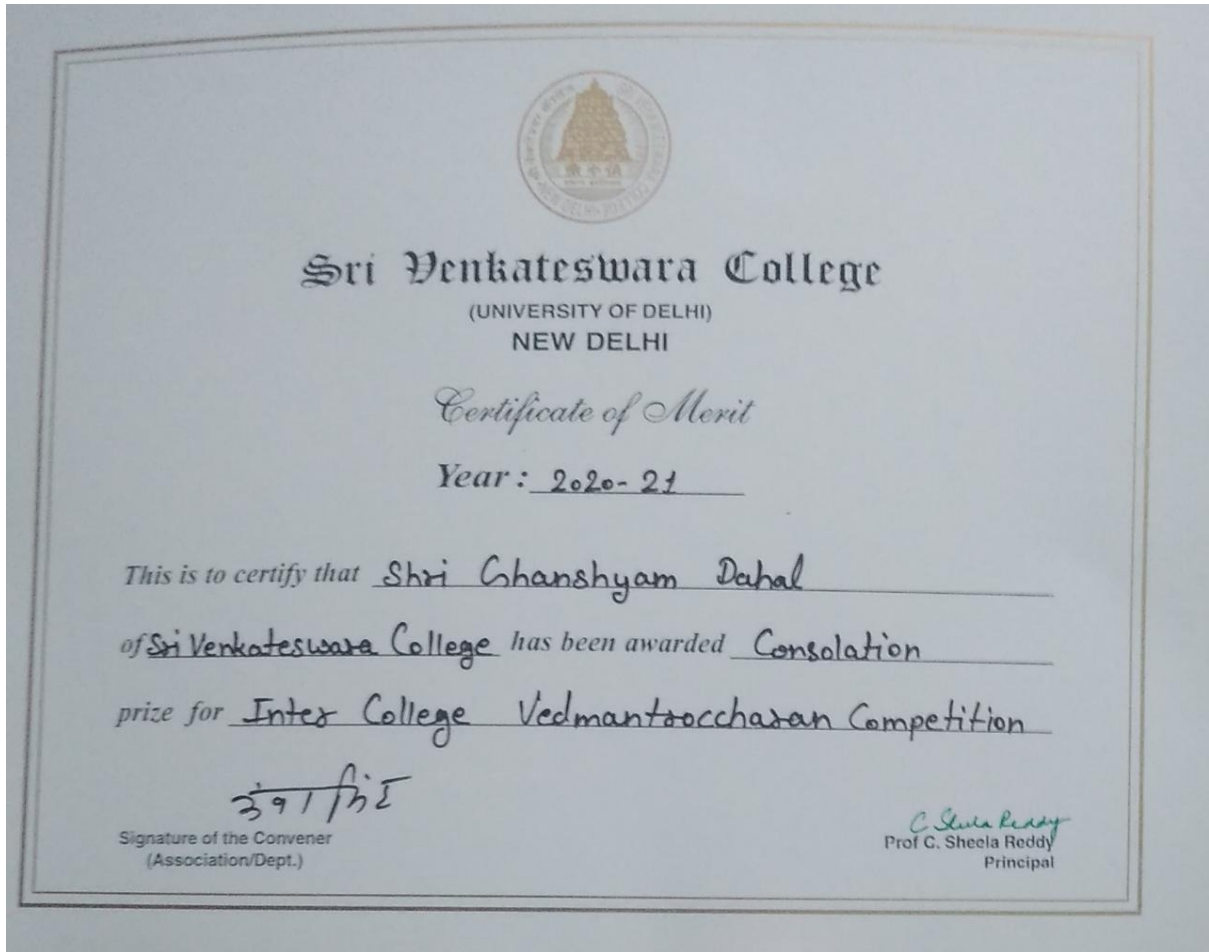 Sri Venkateswara College
(UNIVERSITY OF DELHI)
NEW DELHI
Certificate of Merit
Year : 2020-21
This is to certify that Shri Ghanshyam Dahal
of Sri Venkateswara College has been awarded Consolation
prize for Inter College Vedmantroccharan Competition
C Sheela Reddy
Signature of the Convener
(Association/Dept.)
Prof C. Sheela Reddy
Principal